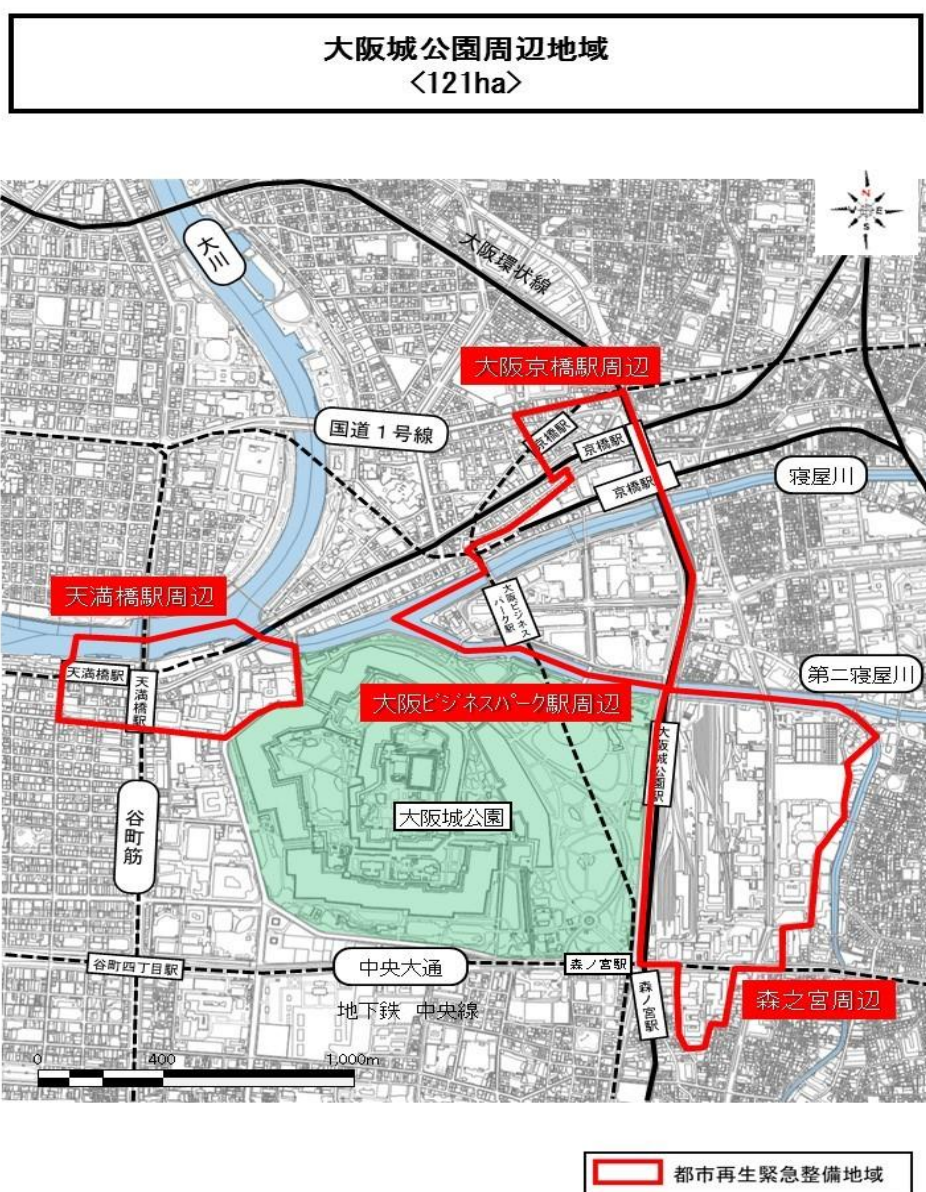 大阪城公園周辺地域
<121ha>
N
W
E
S
大川
大阪環状線
大阪京橋駅周辺
国道1号線
京橋駅
京橋駅
京橋駅
寝屋川
天満橋駅周辺
大阪ビジネス
パーク駅
天満橋駅
天満橋駅
第二寝屋川
大阪ビジネスパーク駅周辺
大阪城公園駅
大阪城公園
谷町筋
谷町四丁目駅
中央大通
森ノ宮駅
地下鉄 中央線
森ノ宮駅
森之宮周辺
0 400 1,000m
都市再生緊急整備地域